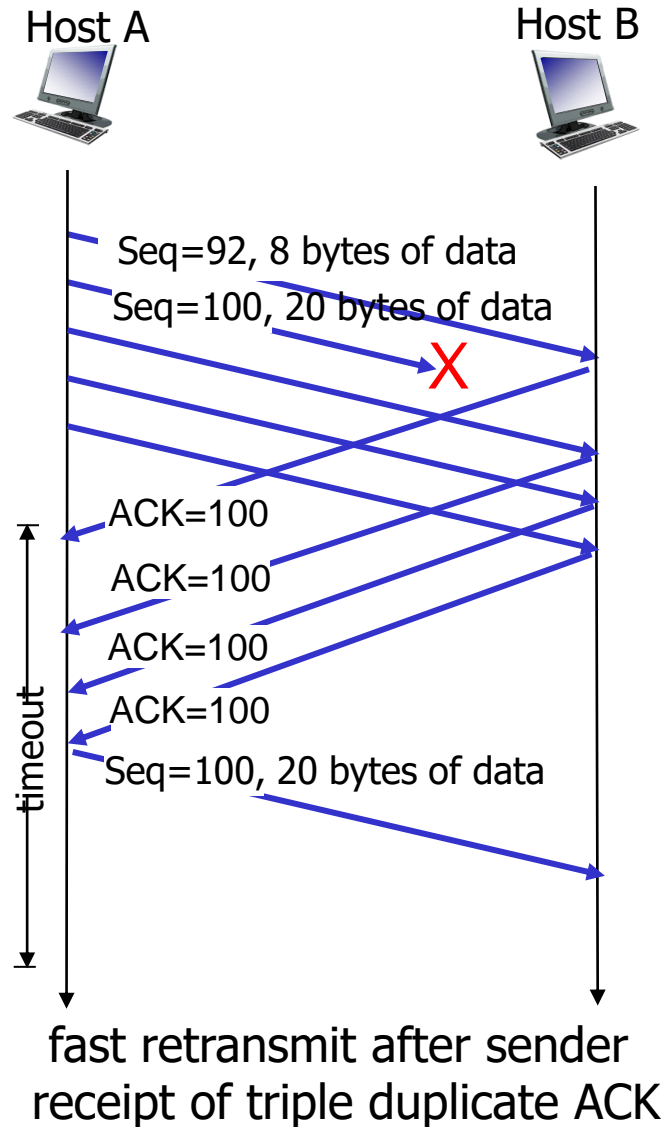 Host A
Host B
Seq=92, 8 bytes of data
Seq=100, 20 bytes of data
X
ACK=100
ACK=100
ACK=100
ACK=100
timeout
Seq=100, 20 bytes of data
fast retransmit after sender
receipt of triple duplicate ACK